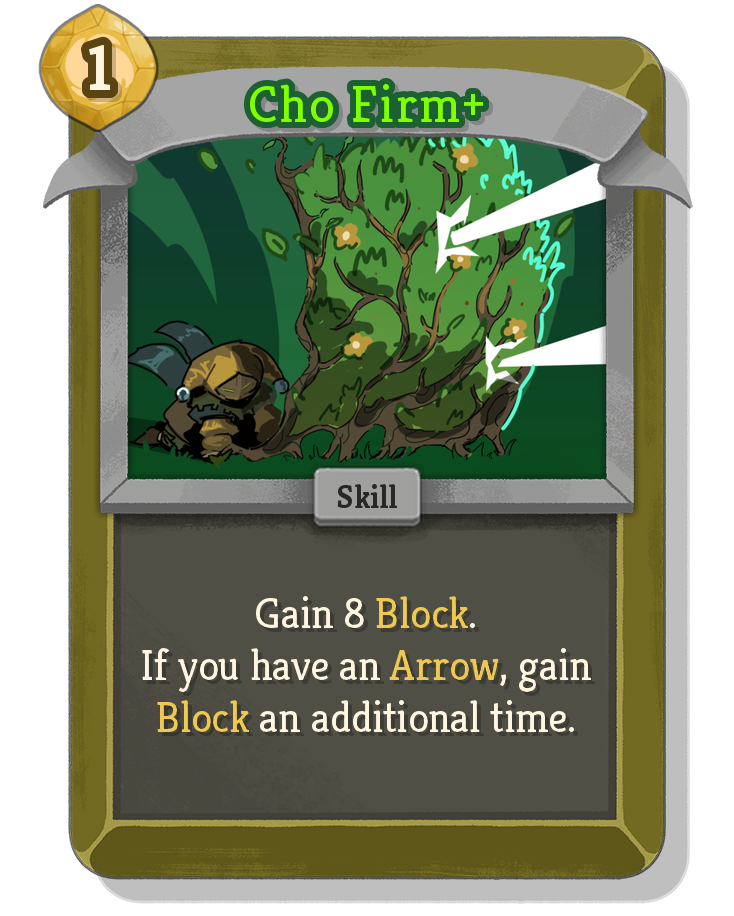 1
Cho Firm+
Skill
Gain 8 Block.
If you have an Arrow, gain
Block an additional time.